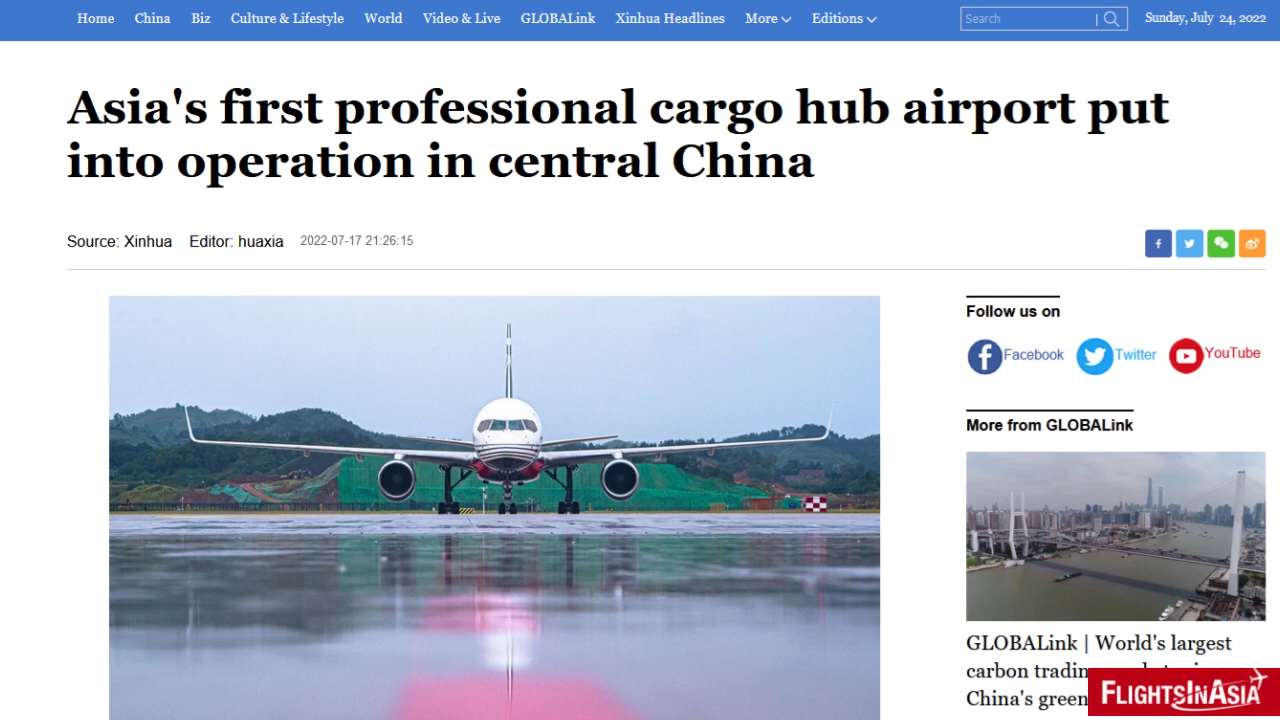 Home China Biz Culture & Lifestyle World Video & Live GLOBALink Xinhua Headlines More Editions Search Sunday, July 24, 2022
Asia's first professional cargo hub airport put
into operation in central China
Source: Xinhua Editor: huaxia 2022-07-17 21:26:15
Follow us on
Facebook Twitter YouTube
More from GLOBALink
GLOBALink | World's largest
carbon
China's green
FLIGHTSINASIA